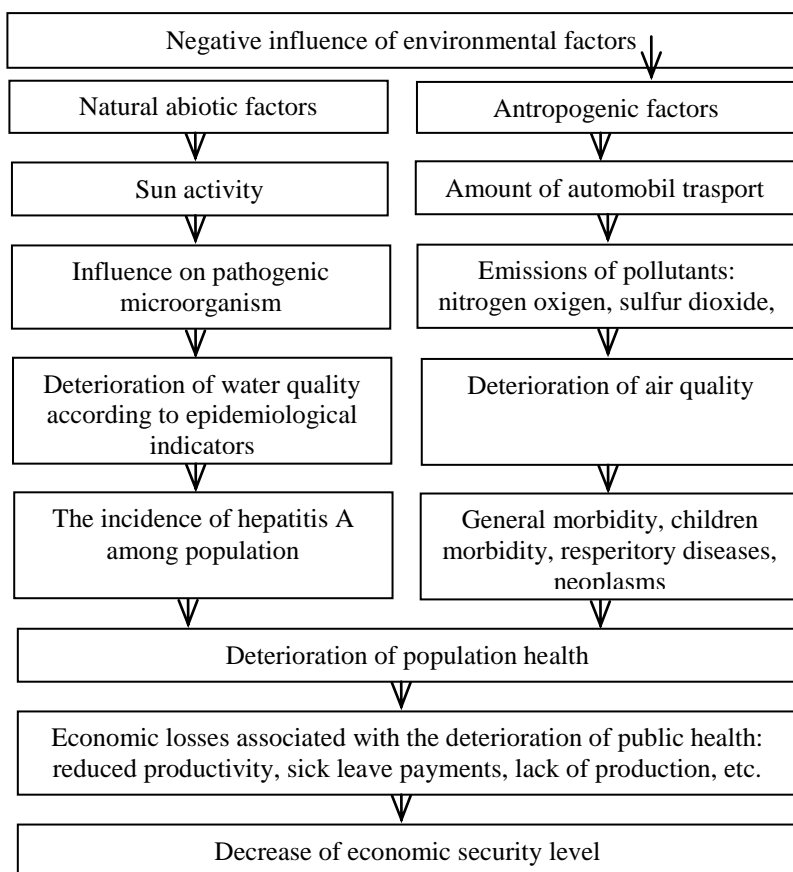 Negative influence of environmental factors
Natural abiotic factors
Antropogenic factors
Sun activity
Amount of automobil trasport
Influence on pathogenic
microorganism
Emissions of pollutants:
nitrogen oxigen, sulfur dioxide,
Deterioration of water quality
according to epidemiological
indicators
Deterioration of air quality
The incidence of hepatitis A
among population
General morbidity, children
morbidity, resperitory diseases,
neoplasms
Deterioration of population health
Economic losses associated with the deterioration of public health:
reduced productivity, sick leave payments, lack of production, etc.
Decrease of economic security level